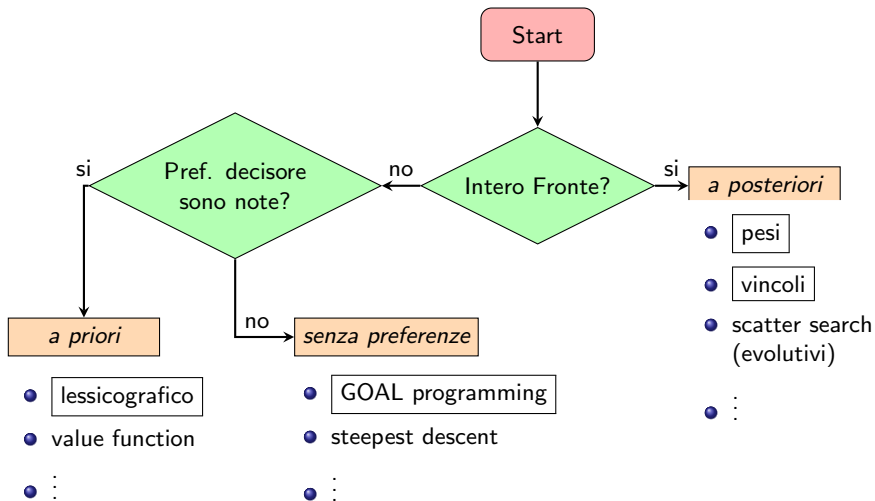 Start
Pref. decisore
sono note?
Intero Fronte?
si
no
si
a posteriori
pesi
vincoli
scatter search
(evolutivi)
⋮
no
a priori
lessicografico
value function
⋮
senza preferenze
GOAL programming
steepest descent
⋮